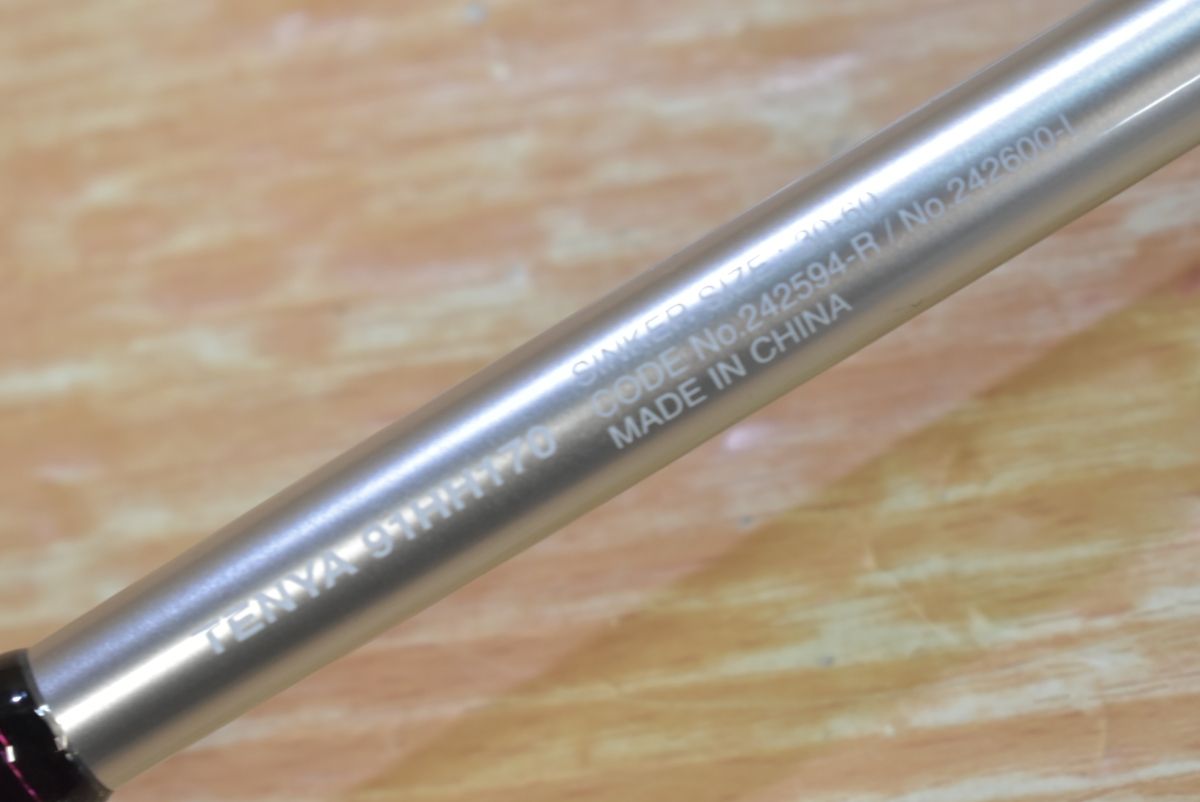 TENYA 91HH170
SINKER SIZE : 30-60
CODE No.242594-R / No.242600-I
MADE IN CHINA